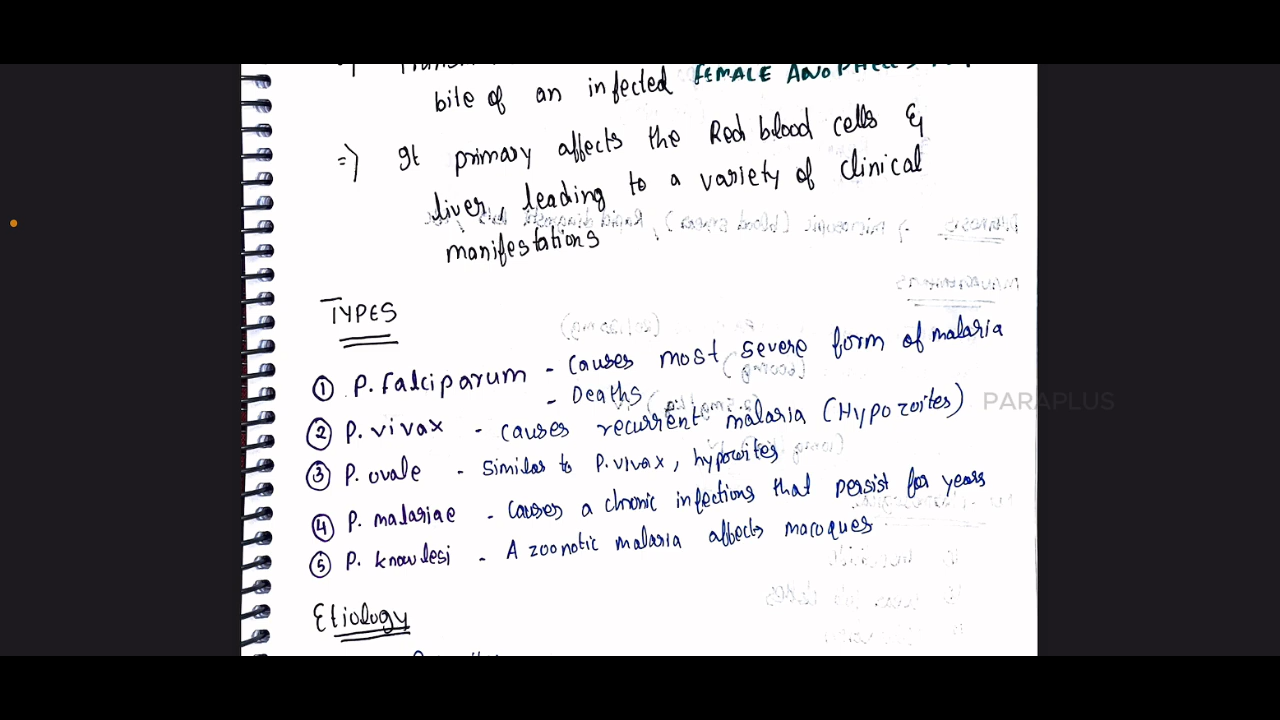 bite of an infected FEMALE ANOPHELES
=) It primary affects the Red blood cells &
liver, leading to a variety of clinical
manifestations
TYPES
① P. falciparum - causes most severe form of malaria
- Deaths
② P. vivax - causes recurrent malaria (Hypozoites)
③ P. ovale - Similar to P. vivax, hypozoites
④ P. malariae - Causes a chronic infections that persist for years
⑤ P. knowlesi - A zoonotic malaria affects macoques
Etiology
PARAPLUS